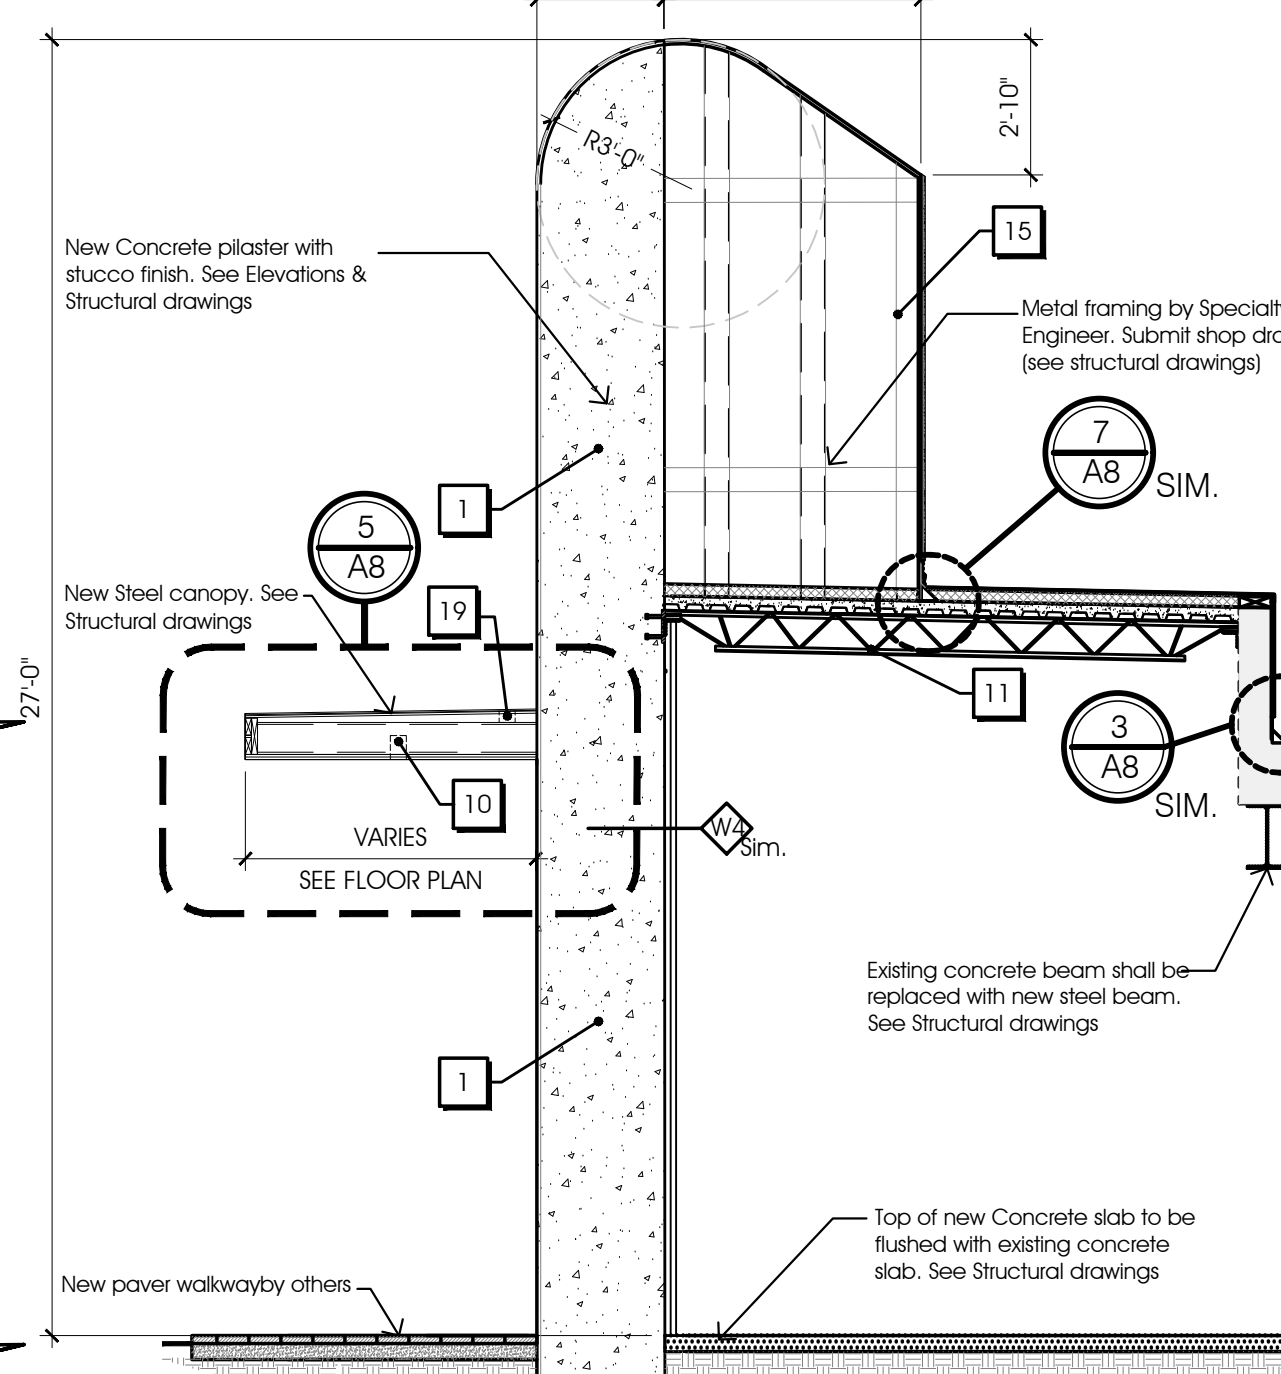 2'-10"
R3'-0"
15
New Concrete pilaster with
stucco finish. See Elevations &
Structural drawings
Metal framing by Specialty
Engineer. Submit shop dra
(see structural drawings)
7
A8
SIM.
1
5
A8
New Steel canopy. See
Structural drawings
19
27'-0"
11
3
A8
SIM.
10
VARIES
SEE FLOOR PLAN
W4
Sim.
Existing concrete beam shall be
replaced with new steel beam.
See Structural drawings
1
Top of new Concrete slab to be
flushed with existing concrete
slab. See Structural drawings
New paver walkwayby others